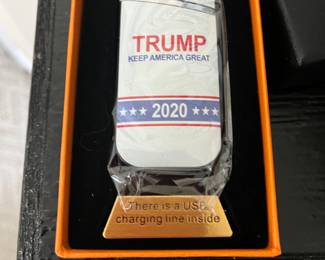 TRUMP
KEEP AMERICA GREAT
2020
There is a USB
charging line inside